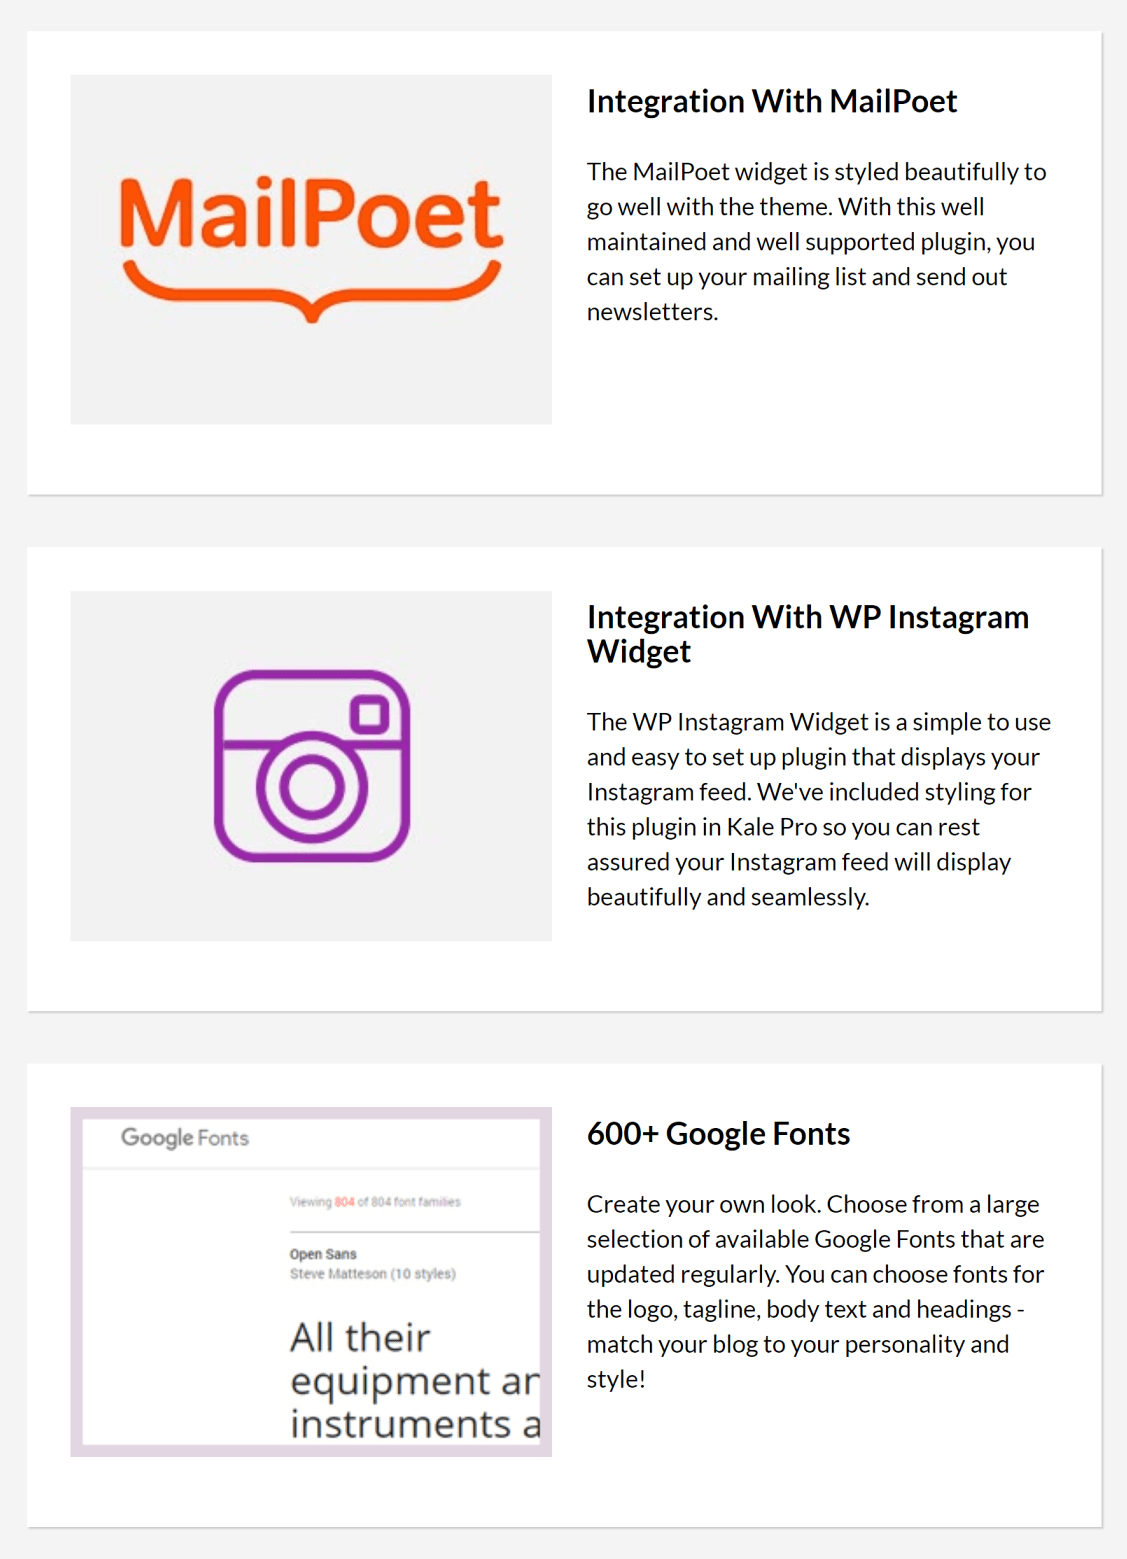 MailPoet
Integration With MailPoet
The MailPoet widget is styled beautifully to
go well with the theme. With this well
maintained and well supported plugin, you
can set up your mailing list and send out
newsletters.
Integration With WP Instagram
Widget
The WP Instagram Widget is a simple to use
and easy to set up plugin that displays your
Instagram feed. We've included styling for
this plugin in Kale Pro so you can rest
assured your Instagram feed will display
beautifully and seamlessly.
Google Fonts
Viewing 804 of 804 font families
Open Sans
Steve Matteson (10 styles)
All their
equipment an
instruments a
600+ Google Fonts
Create your own look. Choose from a large
selection of available Google Fonts that are
updated regularly. You can choose fonts for
the logo, tagline, body text and headings -
match your blog to your personality and
style!